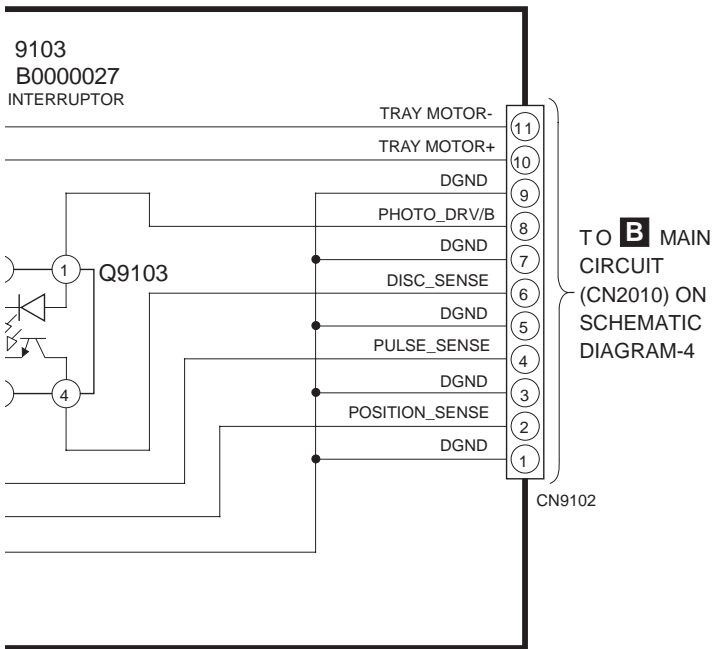 9103
B0000027
INTERRUPTOR
TRAY MOTOR-
11
TRAY MOTOR+
10
DGND
9
PHOTO_DRV/B
8
DGND
7
DISC_SENSE
6
DGND
5
PULSE_SENSE
4
DGND
3
POSITION_SENSE
2
DGND
1
CN9102
1
Q9103
4
TO B MAIN
CIRCUIT
(CN2010) ON
SCHEMATIC
DIAGRAM-4